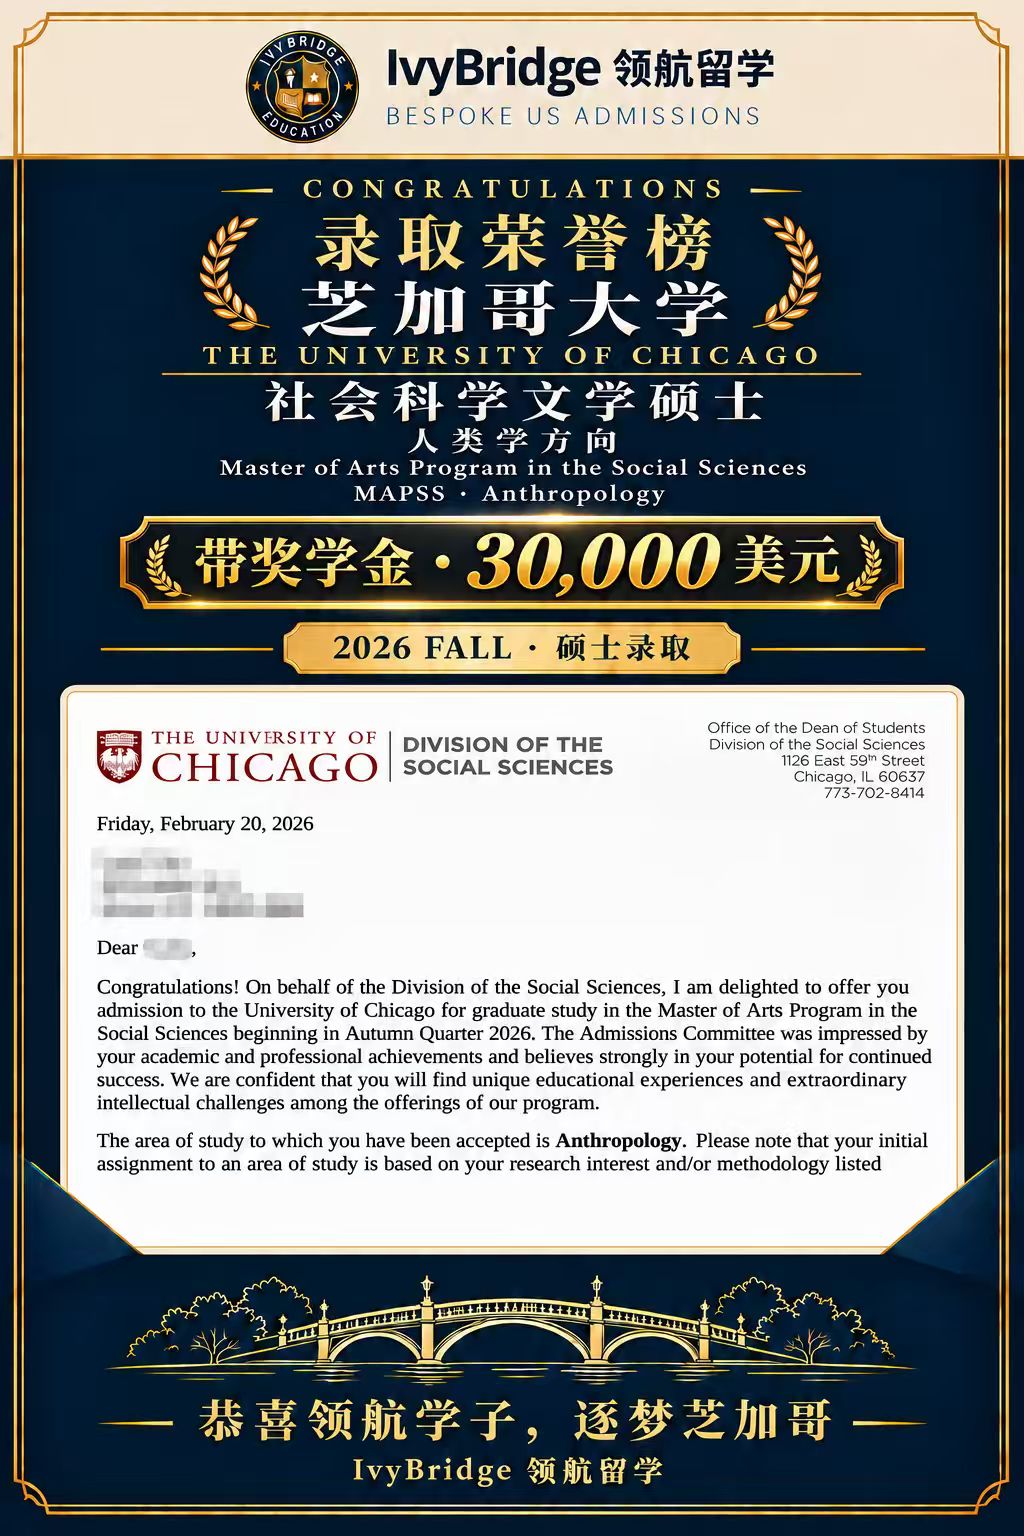 IVYBRIDGE
EDUCATION
IvyBridge 领航留学
BESPOKE US ADMISSIONS
CONGRATULATIONS
录取荣誉榜
芝加哥大学
THE UNIVERSITY OF CHICAGO
社会科学文学硕士
人类学方向
Master of Arts Program in the Social Sciences
MAPSS · Anthropology
带奖学金·30,000美元
2026 FALL · 硕士录取
THE UNIVERSITY OF
CHICAGO
DIVISION OF THE
SOCIAL SCIENCES
Office of the Dean of Students
Division of the Social Sciences
1126 East 59th Street
Chicago, IL 60637
773-702-8414
Friday, February 20, 2026
Dear ,
Congratulations! On behalf of the Division of the Social Sciences, I am delighted to offer you
admission to the University of Chicago for graduate study in the Master of Arts Program in the
Social Sciences beginning in Autumn Quarter 2026. The Admissions Committee was impressed by
your academic and professional achievements and believes strongly in your potential for continued
success. We are confident that you will find unique educational experiences and extraordinary
intellectual challenges among the offerings of our program.
The area of study to which you have been accepted is Anthropology. Please note that your initial
assignment to an area of study is based on your research interest and/or methodology listed
恭喜领航学子，逐梦芝加哥
IvyBridge 领航留学